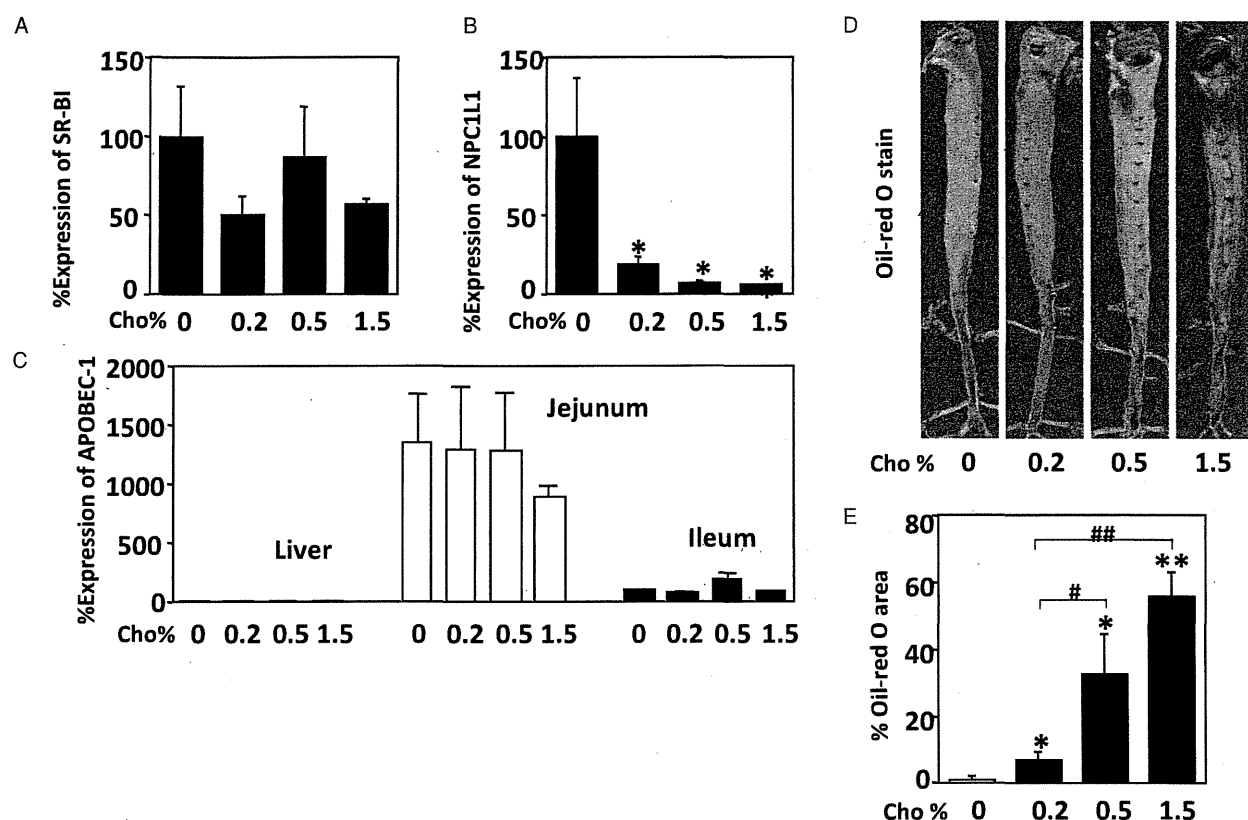 A
%Expression of SR-BI
150
100
50
0
Cho% 0 0.2 0.5 1.5
B
%Expression of NPC1L1
150
100
50
0
* * *
Cho% 0 0.2 0.5 1.5
C
%Expression of APOBEC-1
2000
1500
1000
500
0
Liver
Jejunum
Ileum
Cho% 0 0.2 0.5 1.5 0 0.2 0.5 1.5 0 0.2 0.5 1.5
D
Oil-red O stain
Cho % 0 0.2 0.5 1.5
E
% Oil-red O area
80
60
40
20
0
##
#
* * **
Cho % 0 0.2 0.5 1.5